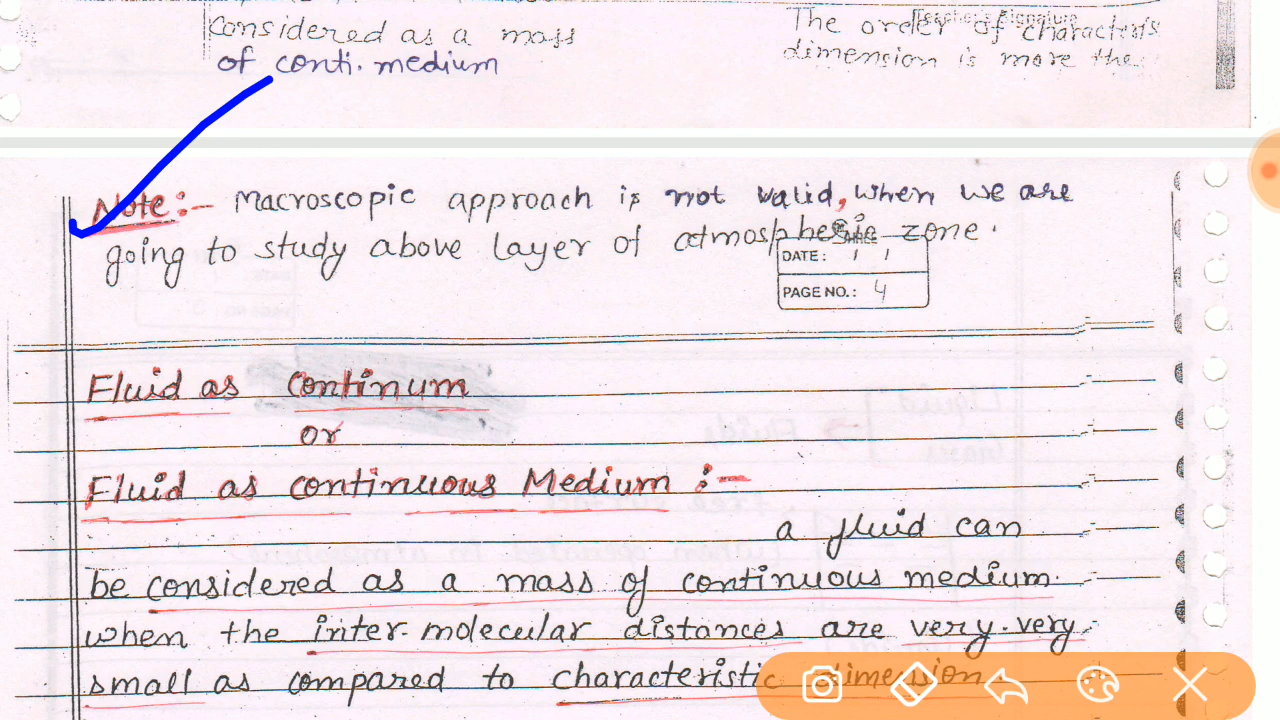 Considered as a mass
of conti. medium
Teacher's Signature
The order of characteris
dimension is more the
Note:- Macroscopic approach is not valid, when we are
going to study above layer of atmospheric zone.
DATE: / /
PAGE NO.: 4
Fluid as continum
or
Fluid as continuous Medium :-
a fluid can
be considered as a mass of continuous medium.
when the inter-molecular distances are very-very
small as compared to characteristic dimension.